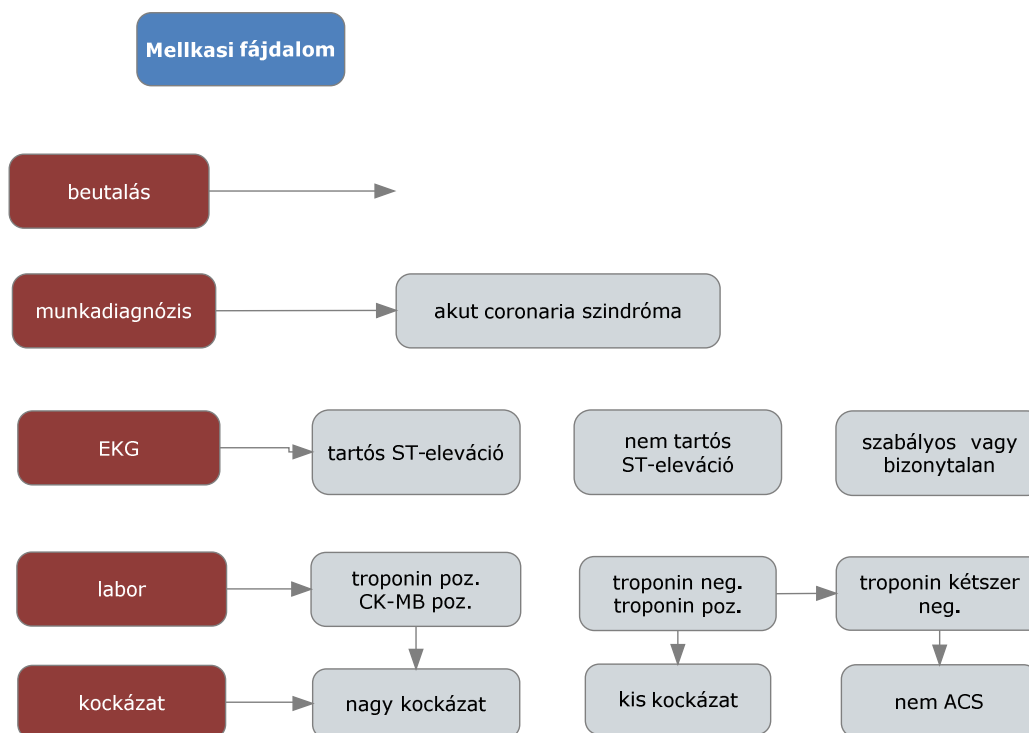 Mellkasi fájdalom
beutalás
munkadiagnózis
akut coronaria szindróma
EKG
tartós ST-eleváció
nem tartós
ST-eleváció
szabályos vagy
bizonytalan
labor
troponin poz.
CK-MB poz.
troponin neg.
troponin poz.
troponin kétszer
neg.
kockázat
nagy kockázat
kis kockázat
nem ACS